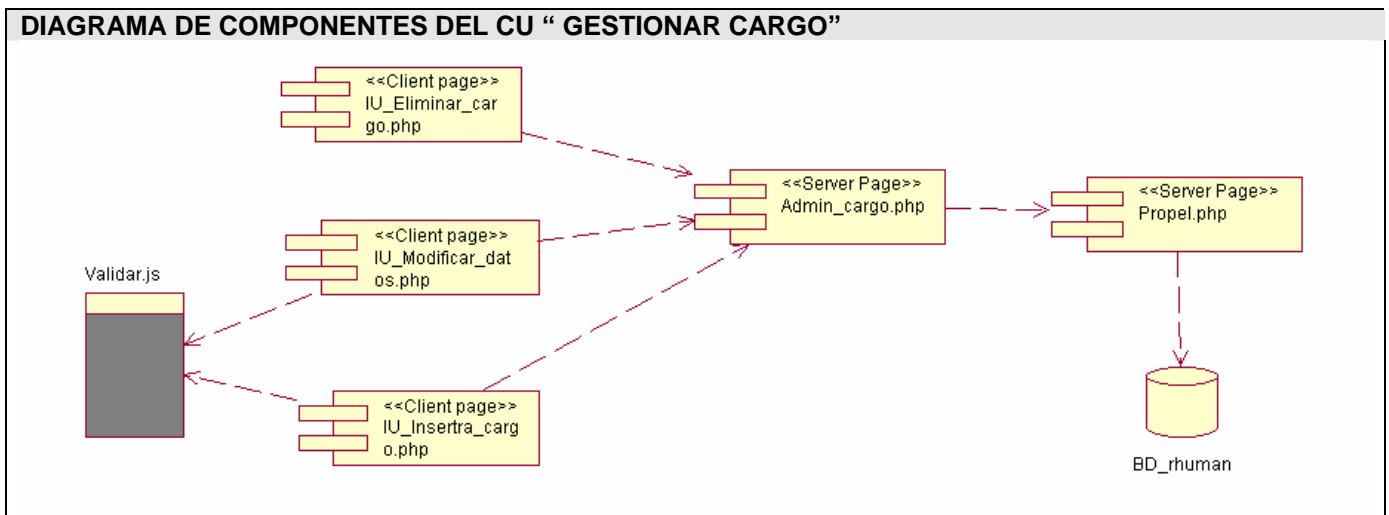 DIAGRAMA DE COMPONENTES DEL CU “ GESTIONAR CARGO”
<<Client page>>
IU_Eliminar_car
go.php
<<Server Page>>
Admin_cargo.php
<<Server Page>>
Propel.php
<<Client page>>
IU_Modificar_dat
os.php
Validar.js
<<Client page>>
IU_Insertra_carg
o.php
BD_rhuman